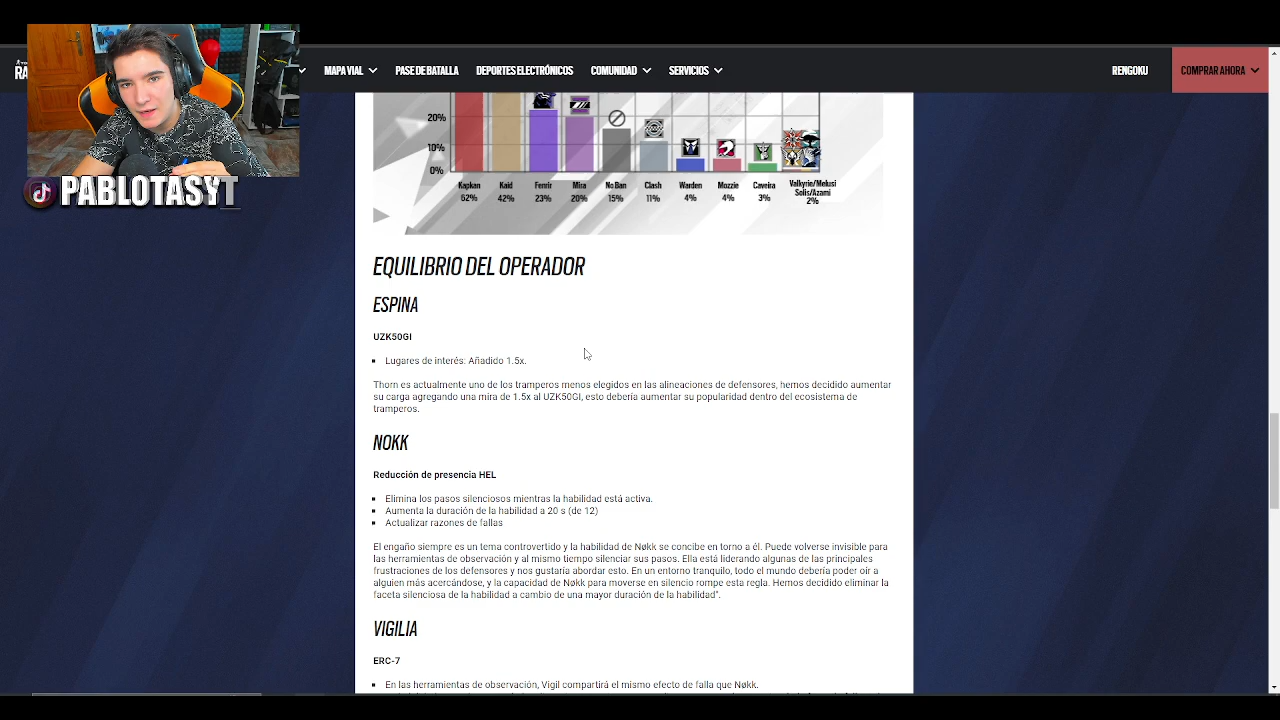 RA
MAPA VIAL
PASE DE BATALLA
DEPORTES ELECTRÓNICOS
COMUNIDAD
SERVICIOS
RENGOKU
COMPRAR AHORA
PABLOTASYT_
20%
10%
0%
Kapkan Kaid Fenrir Mira No Ban Clash Warden Mozzie Caveira Valkyrie/Melusi
Solis/Azami
62% 42% 23% 20% 15% 11% 4% 4% 3% 2%
EQUILIBRIO DEL OPERADOR
ESPINA
UZK50GI
Lugares de interés: Añadido 1.5x.
Thorn es actualmente uno de los tramperos menos elegidos en las alineaciones de defensores, hemos decidido aumentar
su carga agregando una mira de 1.5x al UZK50GI, esto debería aumentar su popularidad dentro del ecosistema de
tramperos.
NOKK
Reducción de presencia HEL
Elimina los pasos silenciosos mientras la habilidad está activa.
Aumenta la duración de la habilidad a 20 s (de 12)
Actualizar razones de fallas
El engaño siempre es un tema controvertido y la habilidad de Nøkk se concibe en torno a él. Puede volverse invisible para
las herramientas de observación y al mismo tiempo silenciar sus pasos. Ella está liderando algunas de las principales
frustraciones de los defensores y nos gustaría abordar esto. En un entorno tranquilo, todo el mundo debería poder oír a
alguien más acercándose, y la capacidad de Nøkk para moverse en silencio rompe esta regla. Hemos decidido eliminar la
faceta silenciosa de la habilidad a cambio de una mayor duración de la habilidad".
VIGILIA
ERC-7
En las herramientas de observación, Vigil compartirá el mismo efecto de falla que Nøkk.